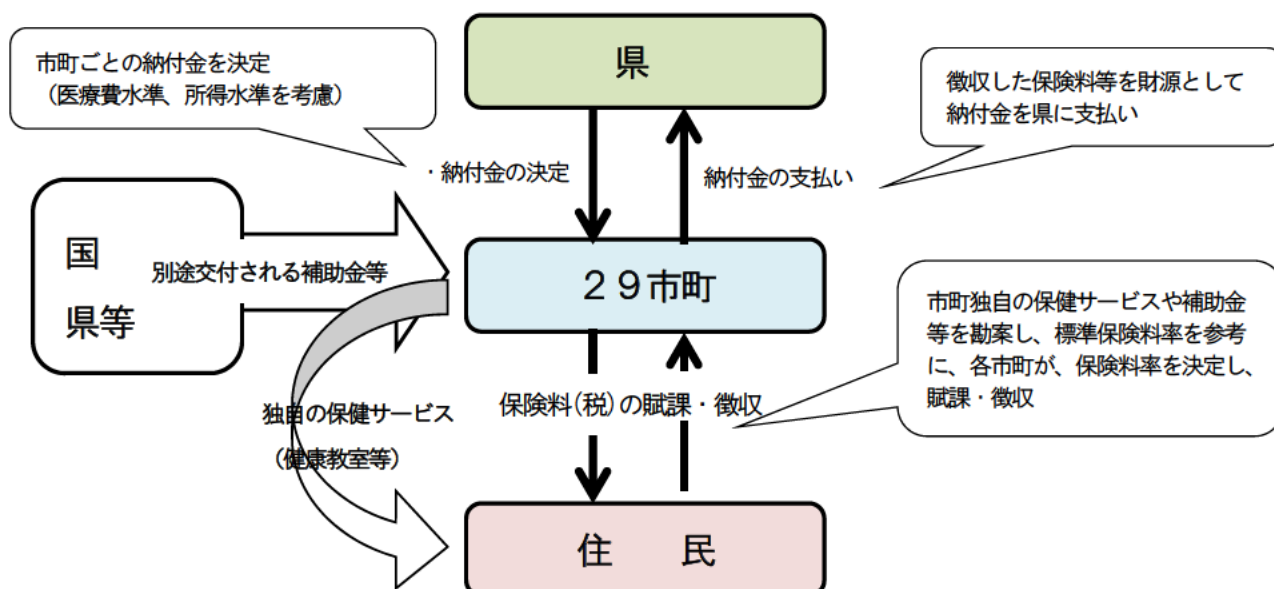 県
市町ごとの納付金を決定
（医療費水準、所得水準を考慮）
徴収した保険料等を財源として
納付金を県に支払い
・納付金の決定
納付金の支払い
国
県等
別途交付される補助金等
２９市町
市町独自の保健サービスや補助金
等を勘案し、標準保険料率を参考
に、各市町が、保険料率を決定し、
賦課・徴収
保険料（税）の賦課・徴収
独自の保健サービス
（健康教室等）
住　　民